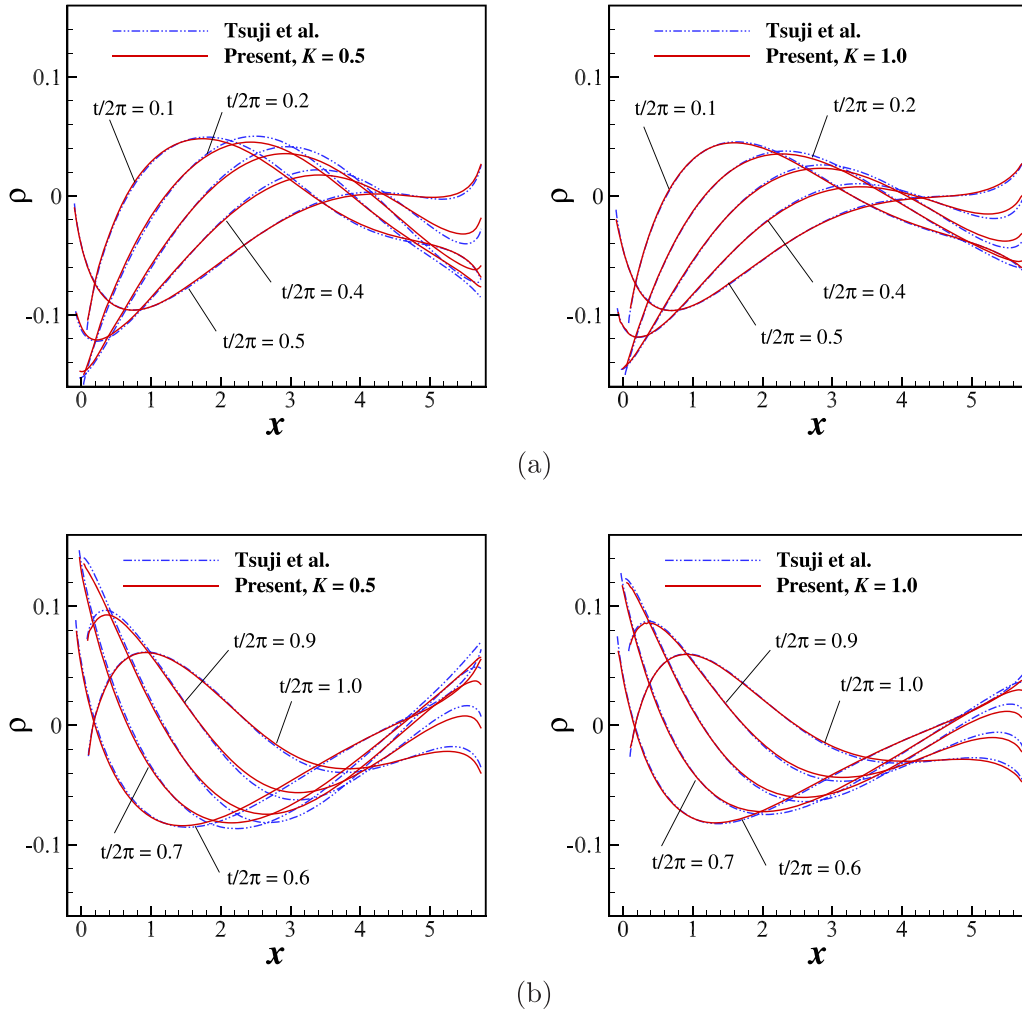 Tsuji et al.
Present, K = 0.5
0.1
0
-0.1
ρ
t/2π = 0.1
t/2π = 0.2
t/2π = 0.4
t/2π = 0.5
0 1 2 3 4 5
x
Tsuji et al.
Present, K = 1.0
0.1
0
-0.1
ρ
t/2π = 0.1
t/2π = 0.2
t/2π = 0.4
t/2π = 0.5
0 1 2 3 4 5
x
(a)
Tsuji et al.
Present, K = 0.5
0.1
0
-0.1
ρ
t/2π = 0.9
t/2π = 1.0
t/2π = 0.7
t/2π = 0.6
0 1 2 3 4 5
x
Tsuji et al.
Present, K = 1.0
0.1
0
-0.1
ρ
t/2π = 0.9
t/2π = 1.0
t/2π = 0.7
t/2π = 0.6
0 1 2 3 4 5
x
(b)